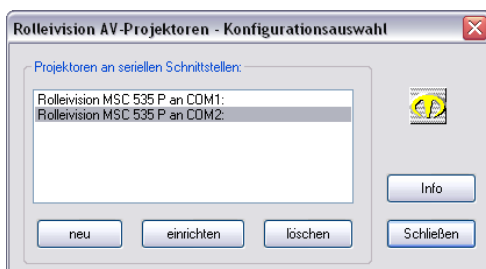 Rolleivision AV-Projektoren - Konfigurationsauswahl
Projektoren an seriellen Schnittstellen:
Rolleivision MSC 535 P an COM1:
Rolleivision MSC 535 P an COM2:
Info
neu
einrichten
löschen
Schließen